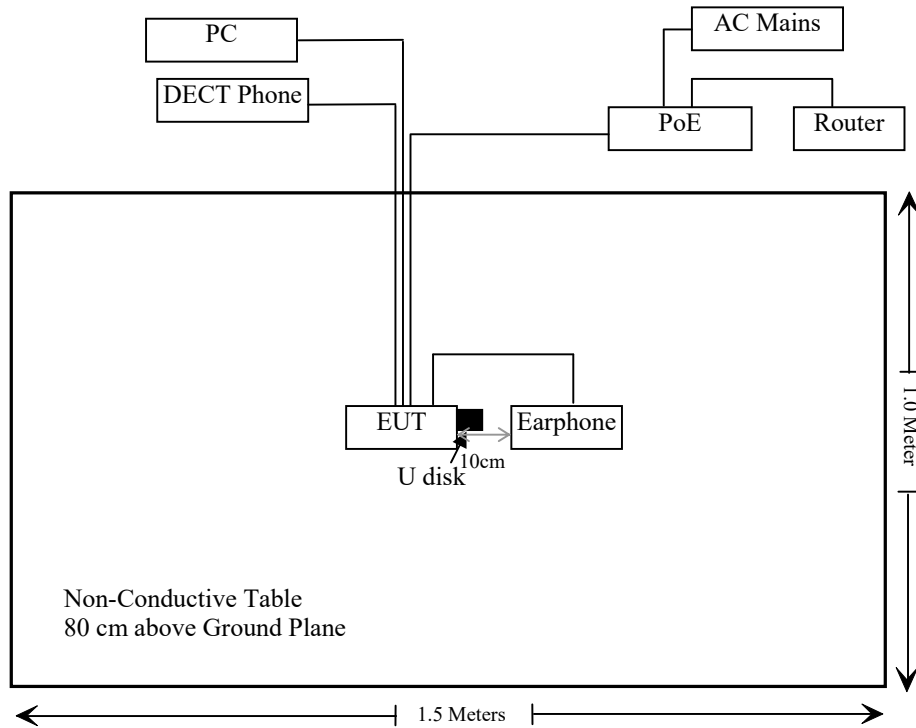 PC
AC Mains
DECT Phone
PoE
Router
EUT
Earphone
10cm
U disk
1.0 Meter
Non-Conductive Table
80 cm above Ground Plane
1.5 Meters